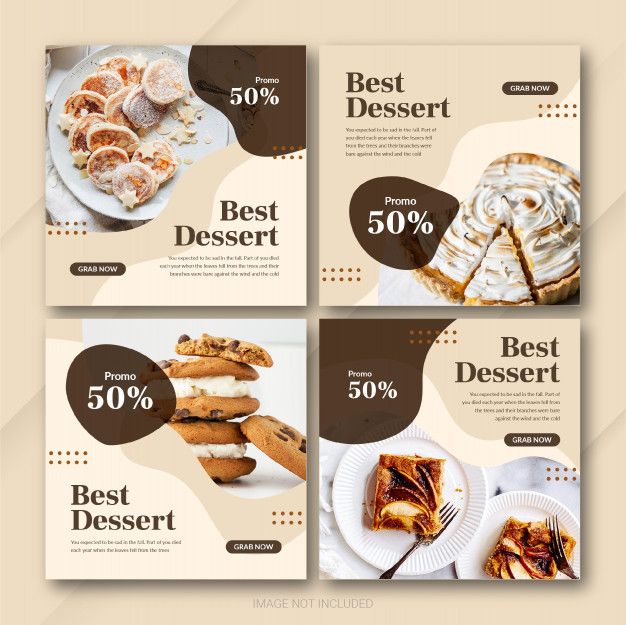 Promo
50%
Best
Dessert
You expected to be sad in the fall. Part of you died
each year when the leaves fell from the trees and
their branches were bare against the wind
GRAB NOW
Best
Dessert
GRAB NOW
You expected to be sad in the fall. Part of
you died each year when the leaves fell
from the trees and their branches were
bare against the wind and the cold
Promo
50%
Promo
50%
Best
Dessert
You expected to be sad in the fall. Part of you died
each year when the leaves fell from the trees
GRAB NOW
Best
Dessert
Promo
50%
You expected to be sad in the fall. Part of
you died each year when the leaves fell
from the trees and their branches were bare
against the wind and the cold
GRAB NOW
IMAGE NOT INCLUDED